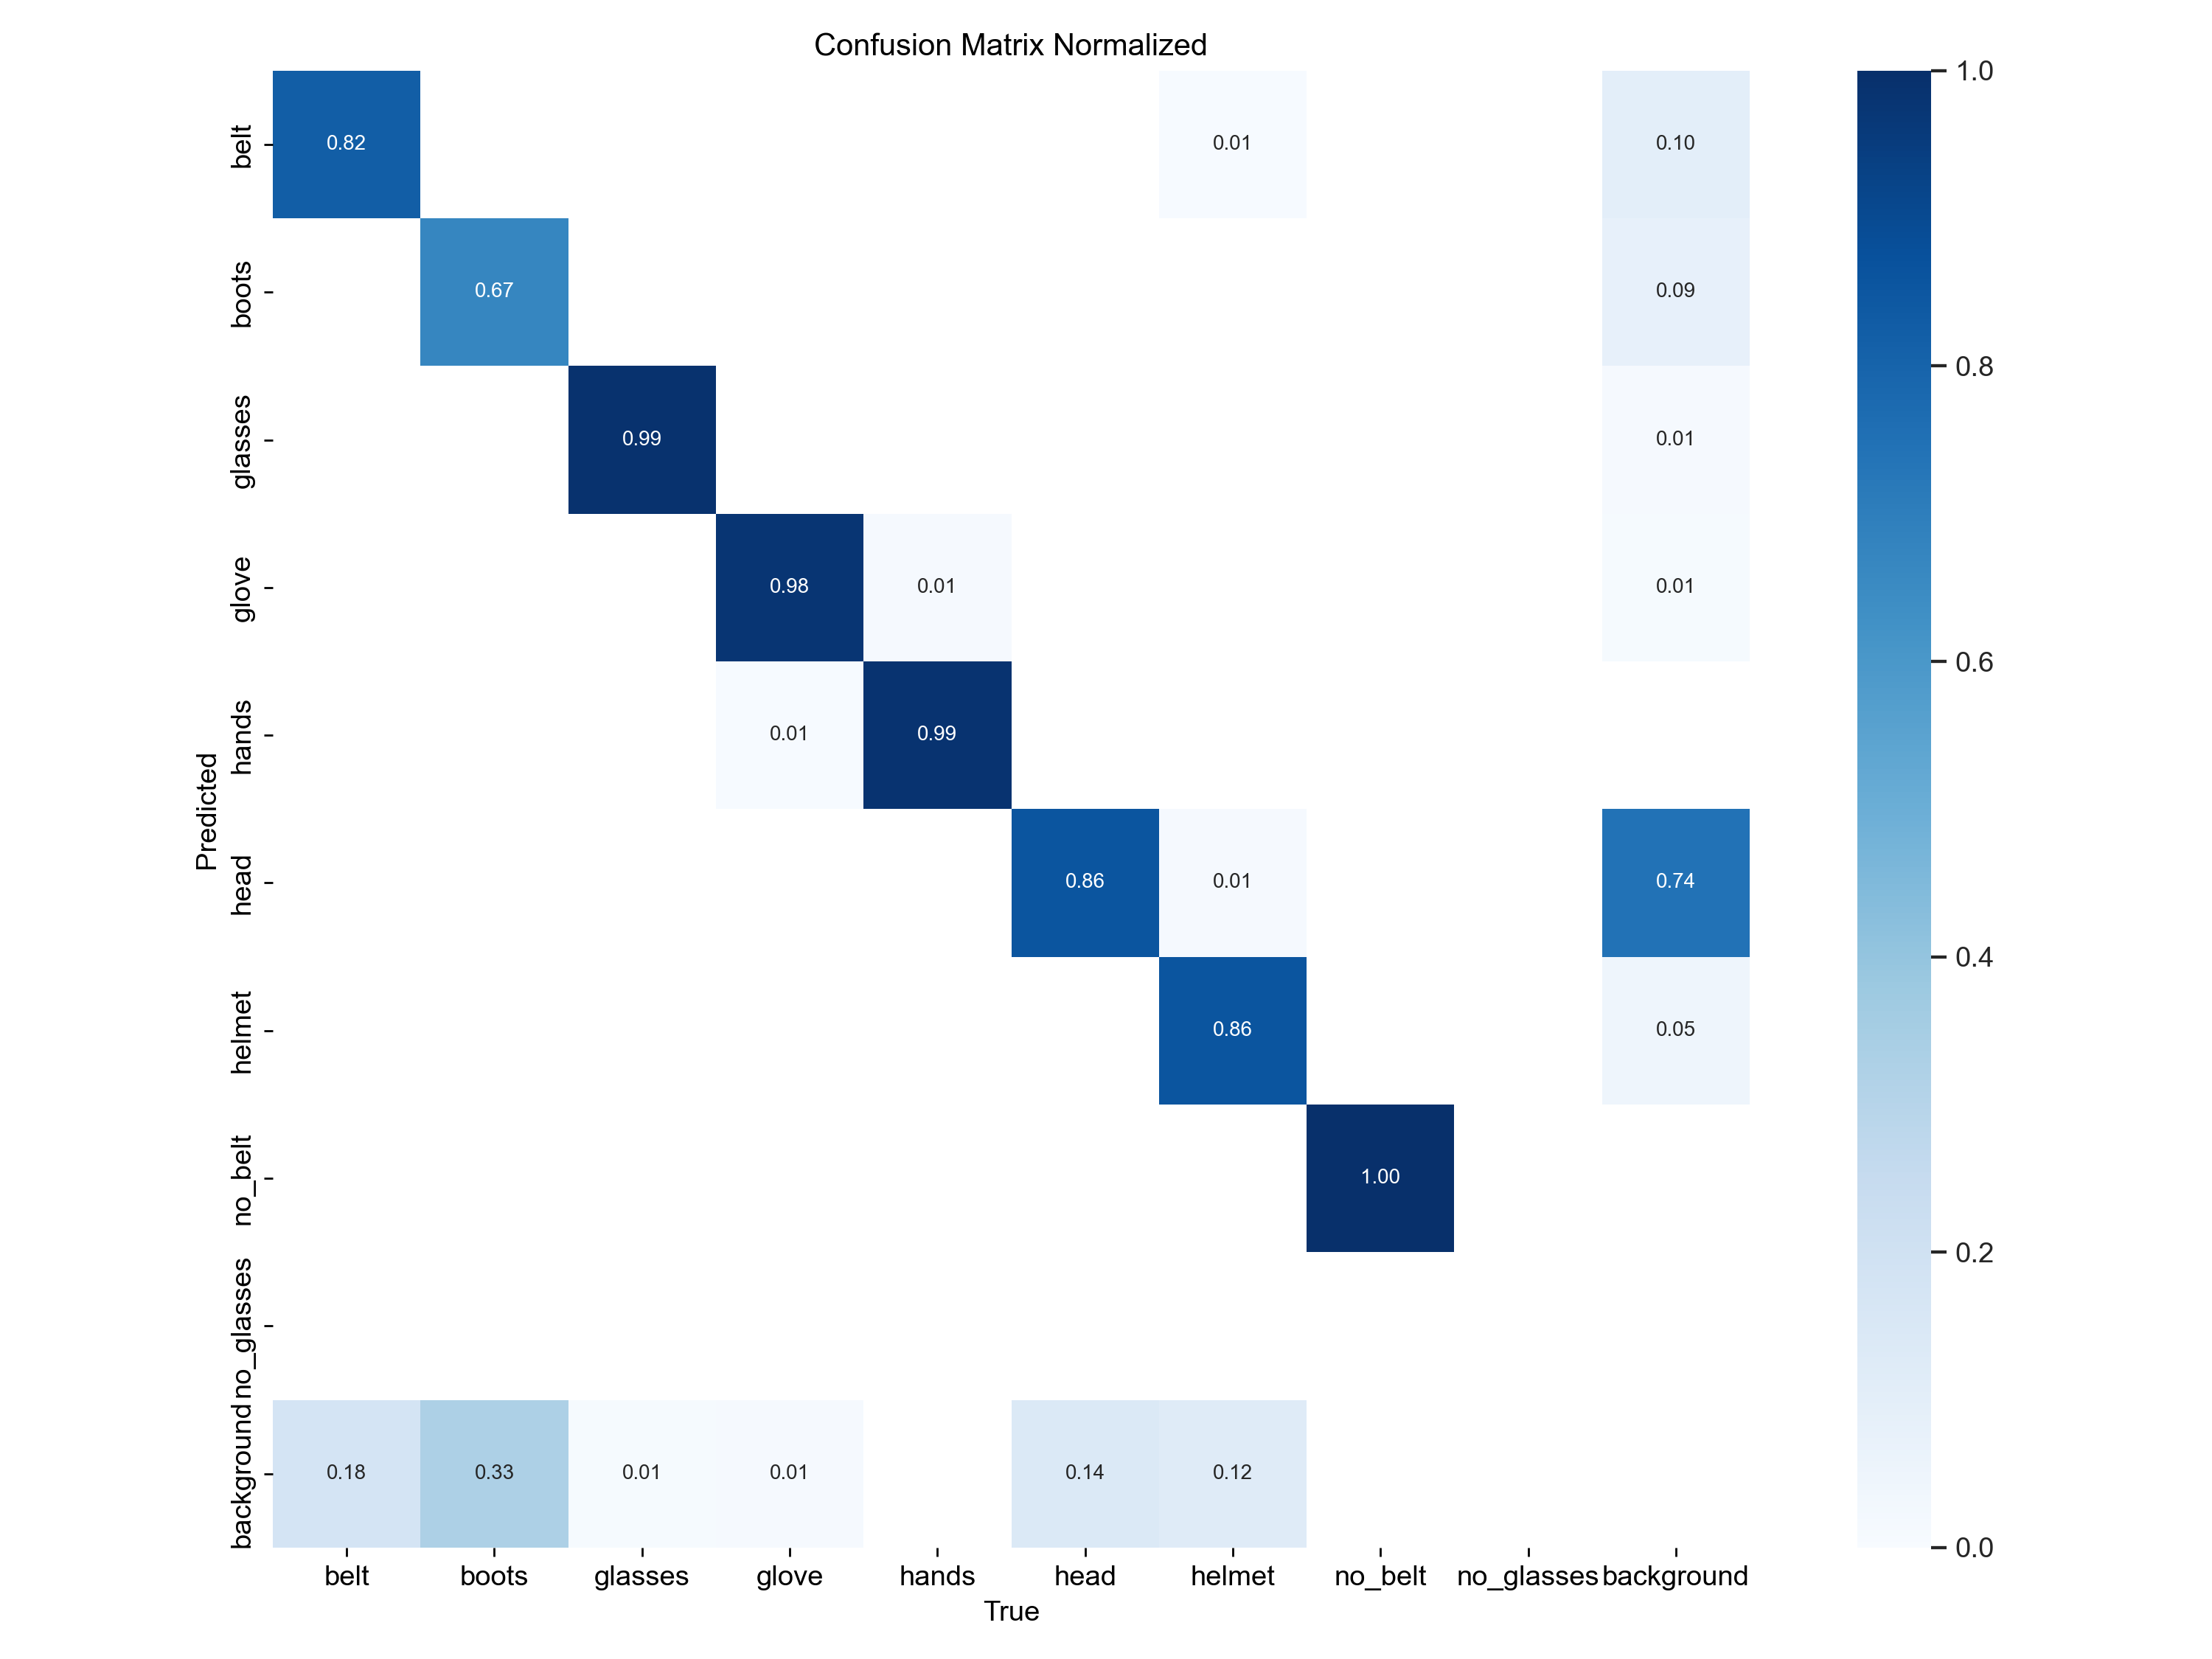 Confusion Matrix Normalized
belt 0.82 0.01 0.10
boots 0.67 0.09
glasses 0.99 0.01
glove 0.98 0.01 0.01
hands 0.01 0.99
head 0.86 0.01 0.74
helmet 0.86 0.05
no_belt 1.00
no_glasses
background 0.18 0.33 0.01 0.01 0.14 0.12
Predicted
belt boots glasses glove hands head helmet no_belt no_glasses background
True
1.0
0.8
0.6
0.4
0.2
0.0